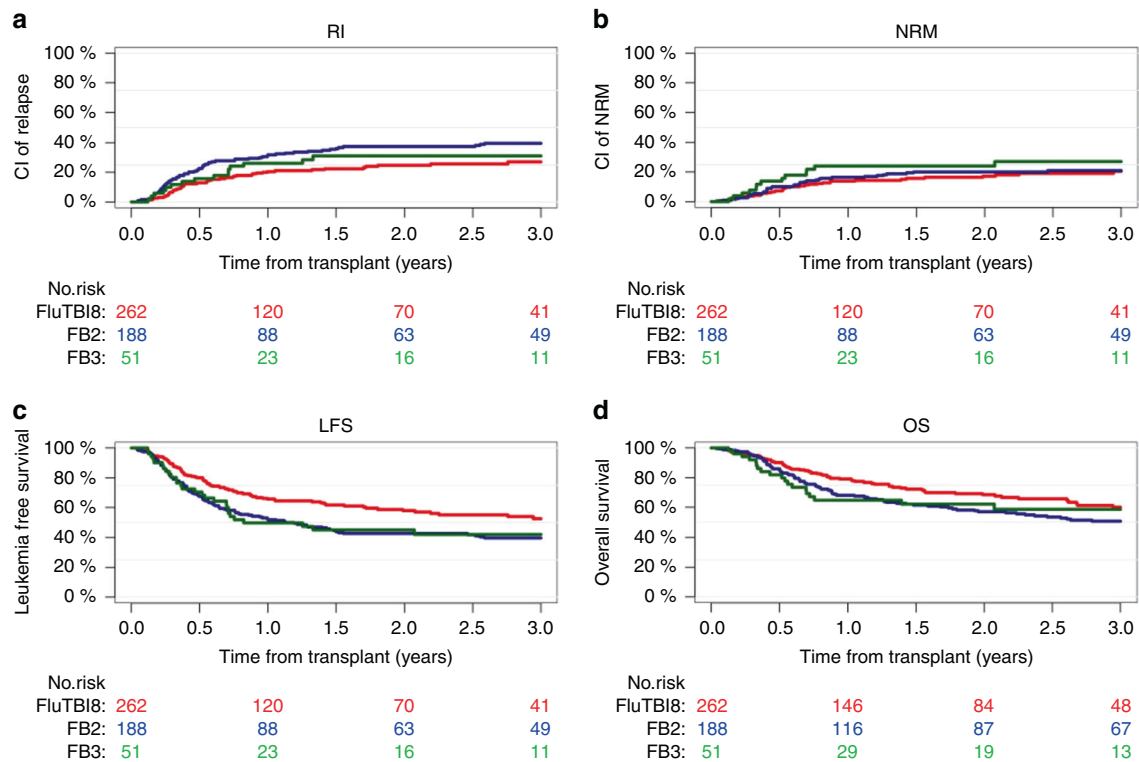 a
RI
CI of relapse
100 %
80 %
60 %
40 %
20 %
0 %
0.0 0.5 1.0 1.5 2.0 2.5 3.0
Time from transplant (years)
No.risk
FluTBI8: 262 120 70 41
FB2: 188 88 63 49
FB3: 51 23 16 11
b
NRM
CI of NRM
100 %
80 %
60 %
40 %
20 %
0 %
0.0 0.5 1.0 1.5 2.0 2.5 3.0
Time from transplant (years)
No.risk
FluTBI8: 262 120 70 41
FB2: 188 88 63 49
FB3: 51 23 16 11
c
LFS
Leukemia free survival
100 %
80 %
60 %
40 %
20 %
0 %
0.0 0.5 1.0 1.5 2.0 2.5 3.0
Time from transplant (years)
No.risk
FluTBI8: 262 120 70 41
FB2: 188 88 63 49
FB3: 51 23 16 11
d
OS
Overall survival
100 %
80 %
60 %
40 %
20 %
0 %
0.0 0.5 1.0 1.5 2.0 2.5 3.0
Time from transplant (years)
No.risk
FluTBI8: 262 146 84 48
FB2: 188 116 87 67
FB3: 51 29 19 13